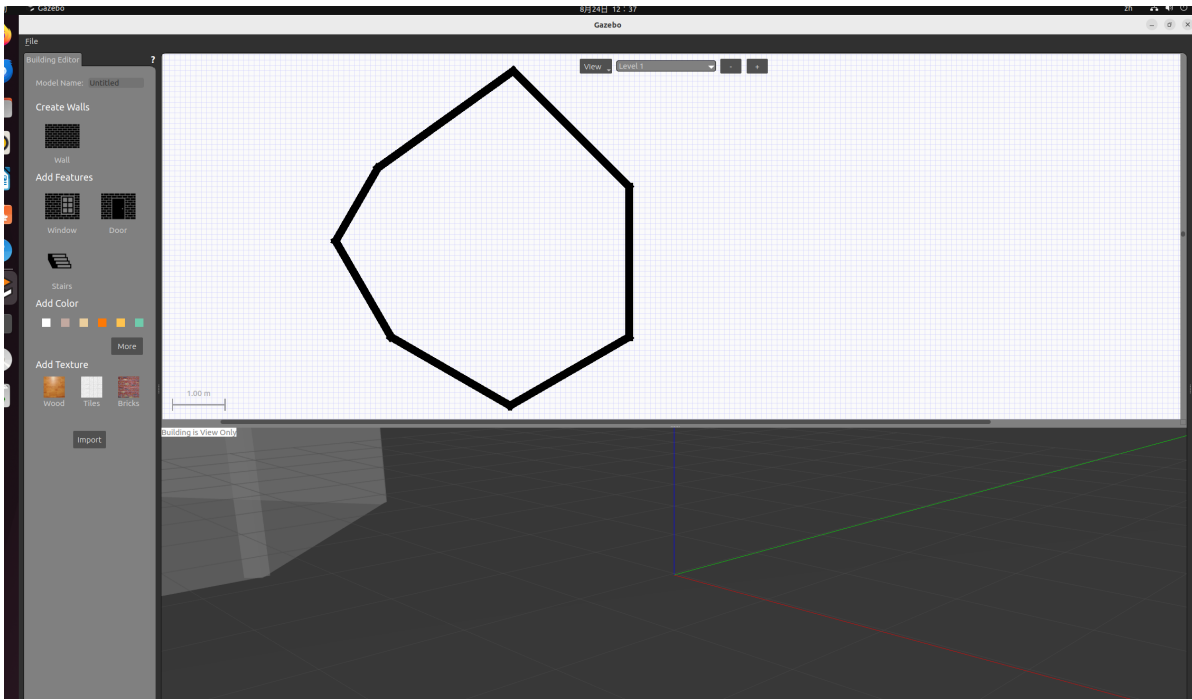 Gazebo
8月24日 12：37
zh
Gazebo
File
Building Editor
?
Model Name: Untitled
View
Level 1
-
+
Create Walls
Wall
Add Features
Window
Door
Stairs
Add Color
More
Add Texture
Wood
Tiles
Bricks
Import
1.00 m
Building is View Only